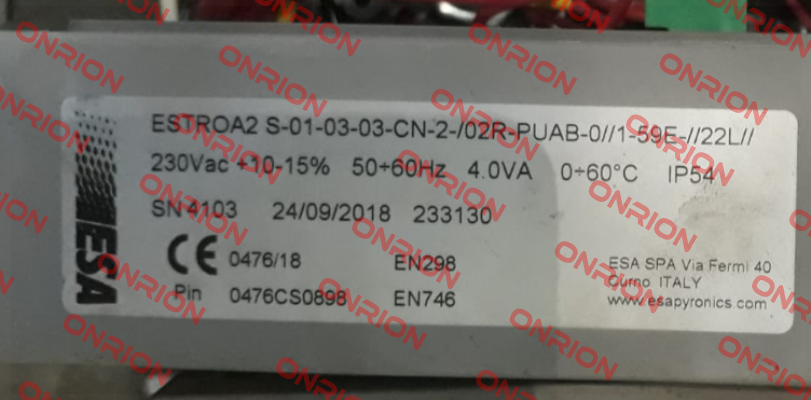 ESTROA2 S-01-03-03-CN-2-/02R-PUAB-0//1-59E-//22L//
230Vac +10-15% 50÷60Hz 4.0VA 0÷60°C IP54
SN 4103 24/09/2018 233130
CE 0476/18 EN298
Pin 0476CS0898 EN746
ESA SPA Via Fermi 40
Curno ITALY
www.esapyronics.com
ESA
ONRION